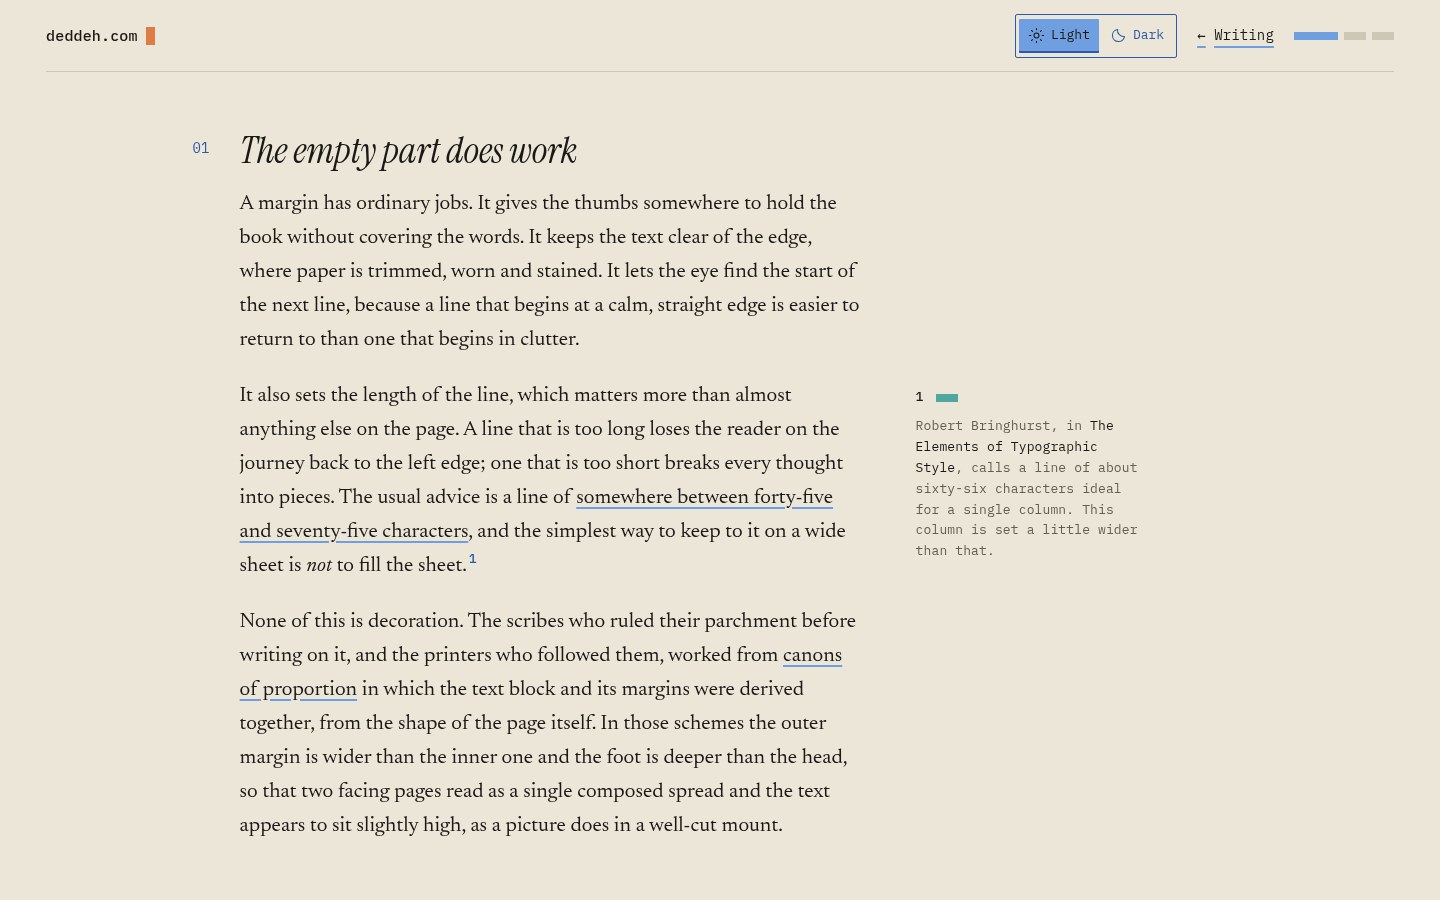 deddeh.com
Light
Dark
← Writing
01
The empty part does work
A margin has ordinary jobs. It gives the thumbs somewhere to hold the
book without covering the words. It keeps the text clear of the edge,
where paper is trimmed, worn and stained. It lets the eye find the start of
the next line, because a line that begins at a calm, straight edge is easier to
return to than one that begins in clutter.
It also sets the length of the line, which matters more than almost
anything else on the page. A line that is too long loses the reader on the
journey back to the left edge; one that is too short breaks every thought
into pieces. The usual advice is a line of somewhere between forty-five
and seventy-five characters, and the simplest way to keep to it on a wide
sheet is not to fill the sheet.1
None of this is decoration. The scribes who ruled their parchment before
writing on it, and the printers who followed them, worked from canons
of proportion in which the text block and its margins were derived
together, from the shape of the page itself. In those schemes the outer
margin is wider than the inner one and the foot is deeper than the head,
so that two facing pages read as a single composed spread and the text
appears to sit slightly high, as a picture does in a well-cut mount.
1
Robert Bringhurst, in The
Elements of Typographic
Style, calls a line of about
sixty-six characters ideal
for a single column. This
column is set a little wider
than that.